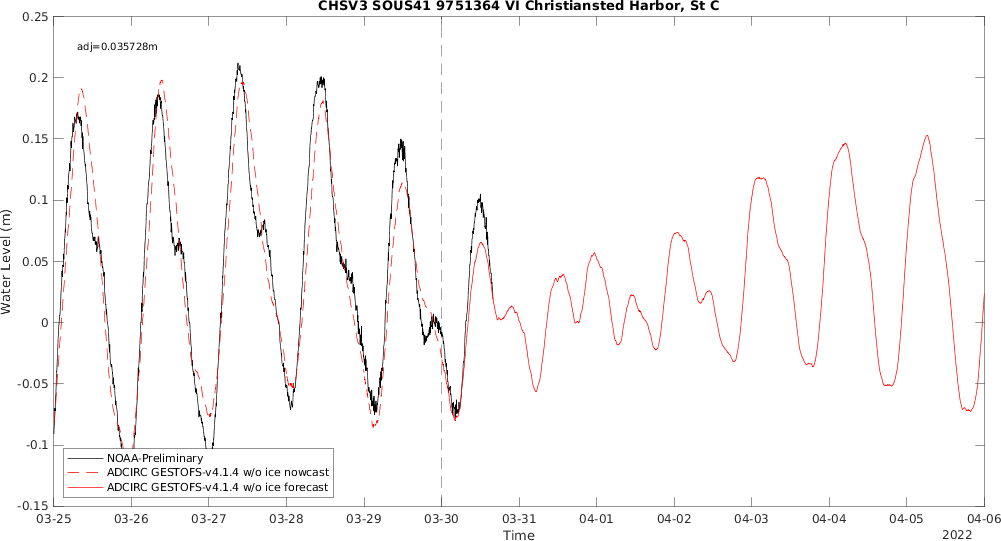 CHSV3 SOUS41 9751364 VI Christiansted Harbor, St C
adj=0.035728m
0.25
0.2
0.15
0.1
0.05
0
-0.05
-0.1
-0.15
Water Level (m)
NOAA-Preliminary
ADCIRC GESTOFS-v4.1.4 w/o ice nowcast
ADCIRC GESTOFS-v4.1.4 w/o ice forecast
03-25 03-26 03-27 03-28 03-29 03-30 03-31 04-01 04-02 04-03 04-04 04-05 04-06
Time
2022